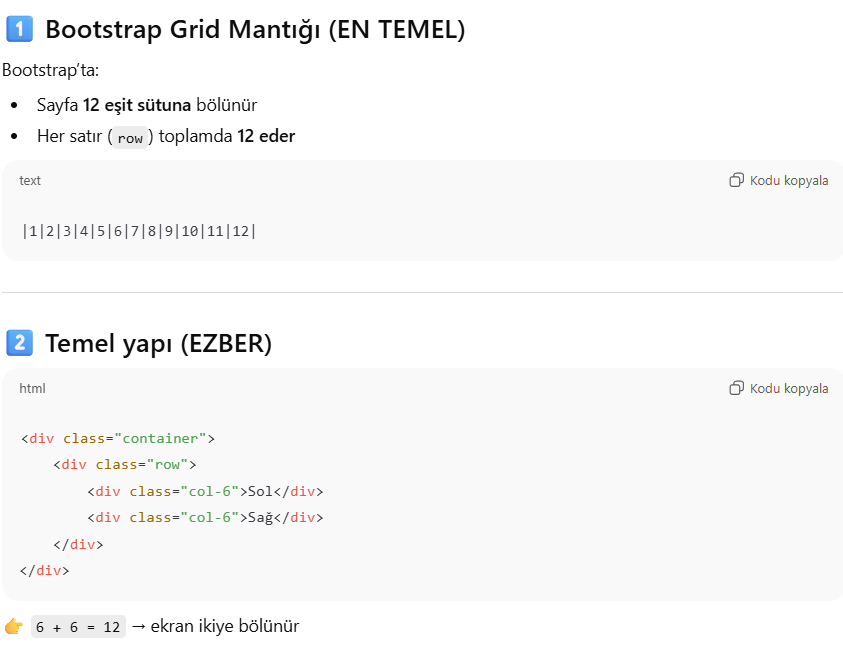 1 Bootstrap Grid Mantığı (EN TEMEL)
Bootstrap’ta:
• Sayfa 12 eşit sütuna bölünür
• Her satır (row) toplamda 12 eder
text
Kodu kopyala
|1|2|3|4|5|6|7|8|9|10|11|12|
2 Temel yapı (EZBER)
html
Kodu kopyala
<div class="container">
    <div class="row">
        <div class="col-6">Sol</div>
        <div class="col-6">Sağ</div>
    </div>
</div>
👉 6 + 6 = 12 → ekran ikiye bölünür